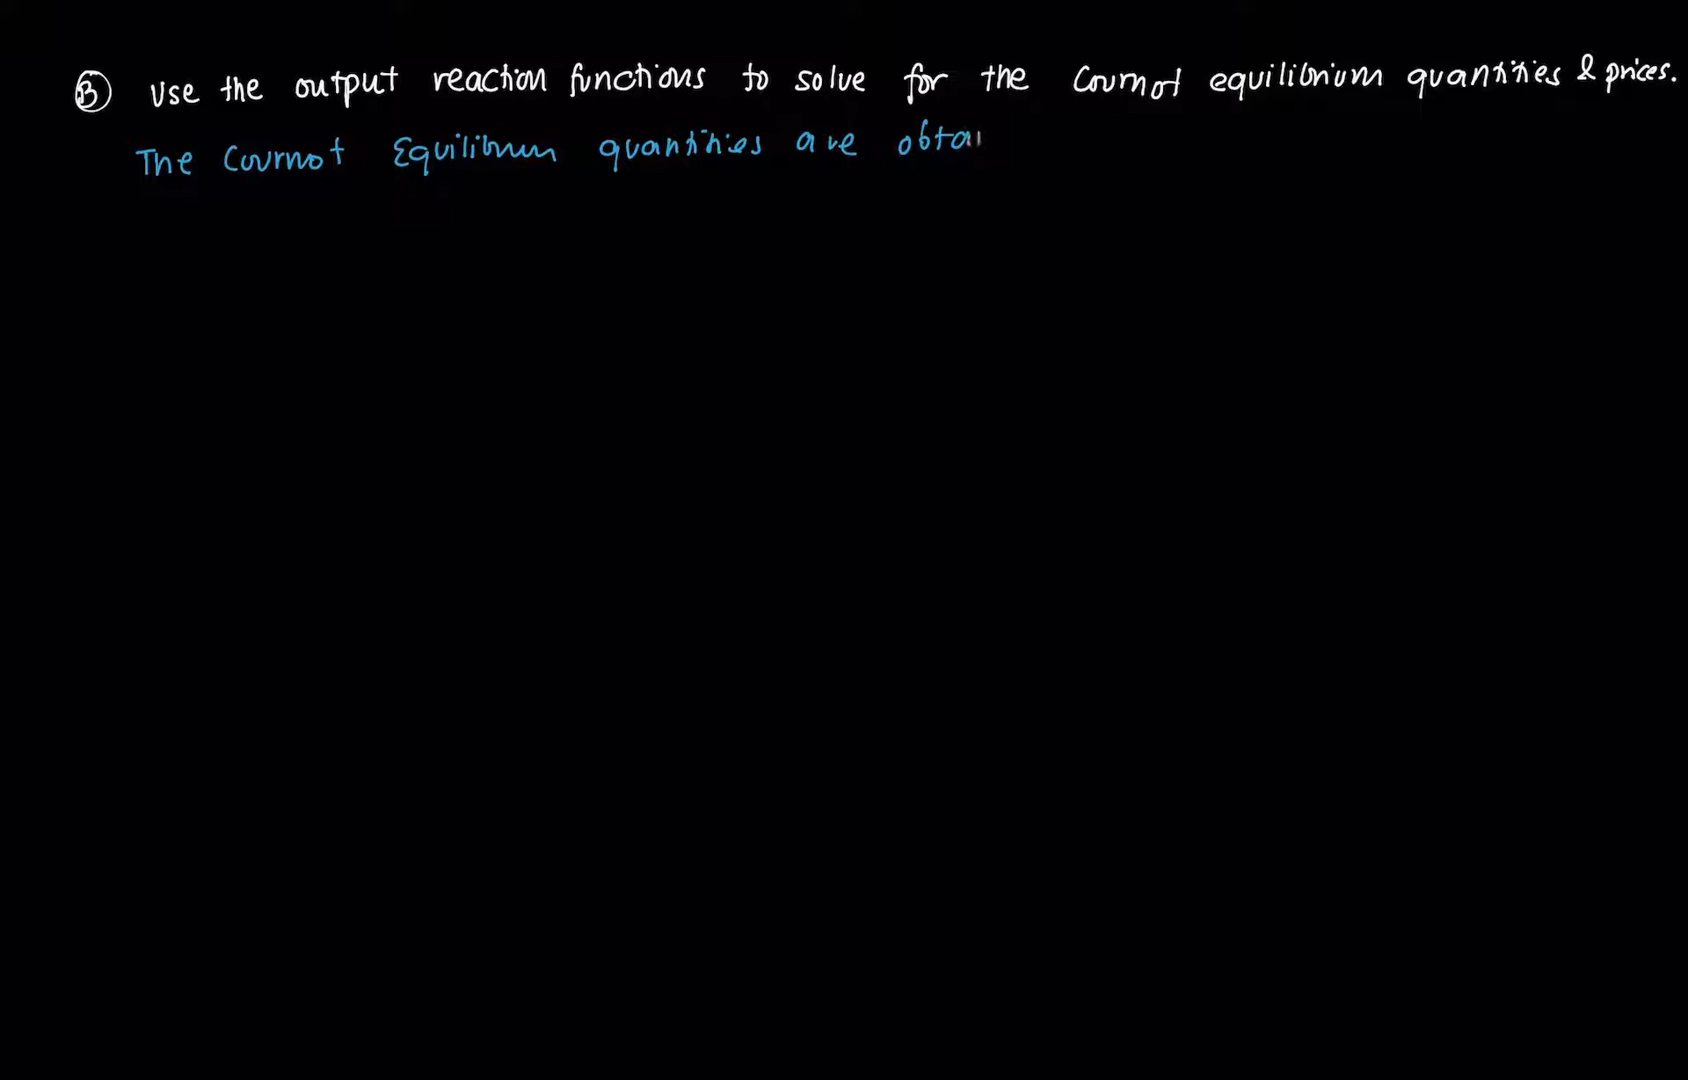 B Use the output reaction functions to solve for the Cournot equilibrium quantities & prices.
The Cournot Equilibrium quantities are obtai